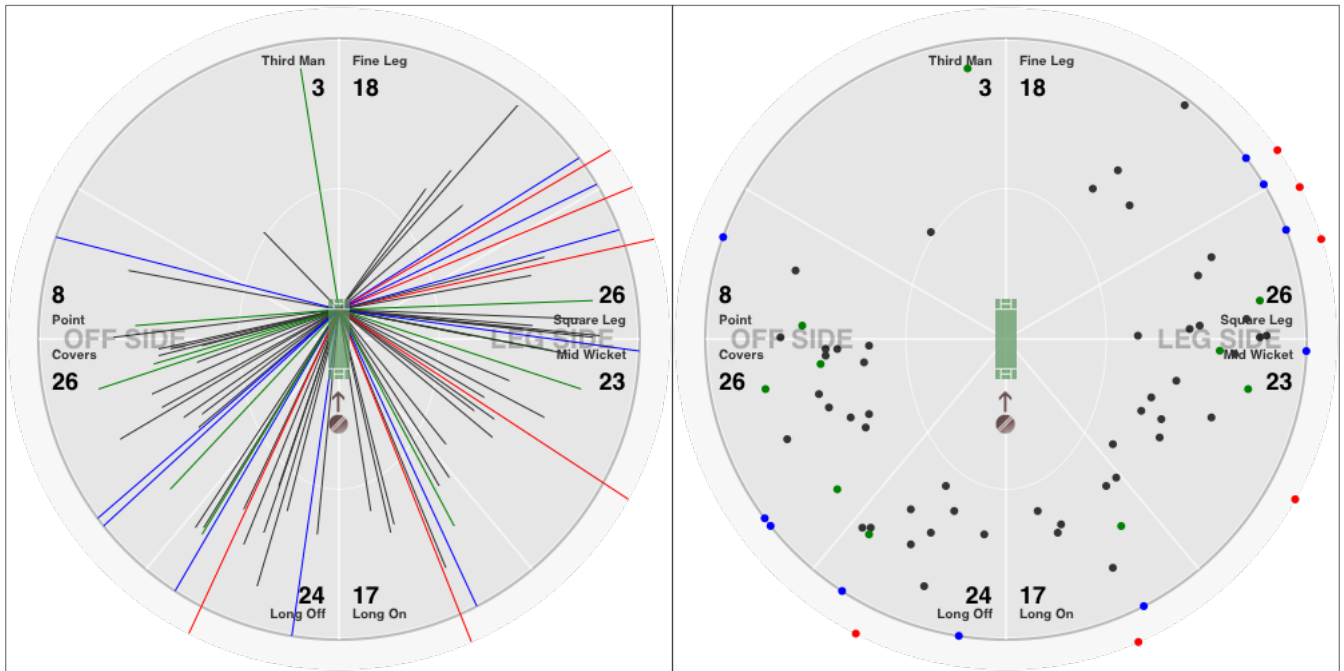 Third Man Fine Leg
3 18
8 26
Point Square Leg
OFF SIDE LEG SIDE
Covers Mid Wicket
26 23
24 17
Long Off Long On
Third Man Fine Leg
3 18
8 26
Point Square Leg
OFF SIDE LEG SIDE
Covers Mid Wicket
26 23
24 17
Long Off Long On